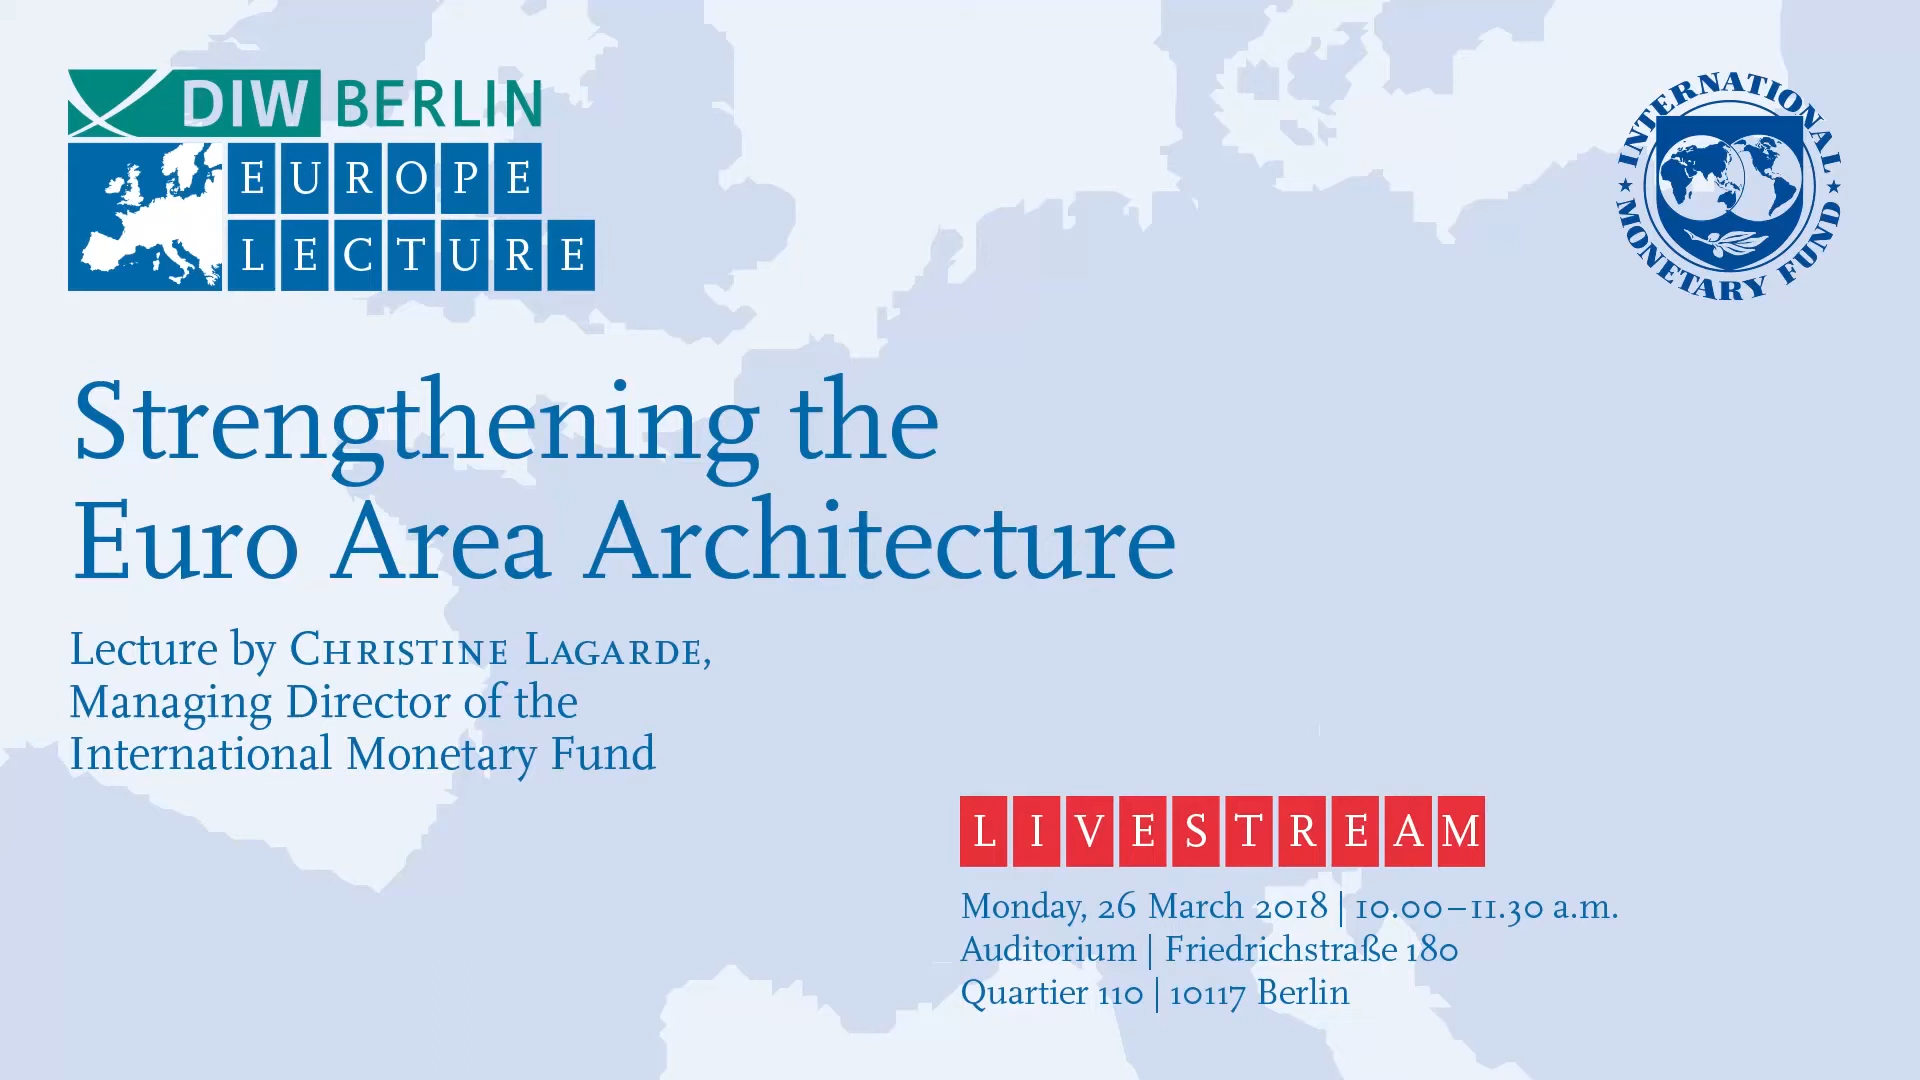 DIW BERLIN
EUROPE
LECTURE
INTERNATIONAL
MONETARY FUND
Strengthening the
Euro Area Architecture
Lecture by CHRISTINE LAGARDE,
Managing Director of the
International Monetary Fund
LIVESTREAM
Monday, 26 March 2018 | 10.00–11.30 a.m.
Auditorium | Friedrichstraße 180
Quartier 110 | 10117 Berlin